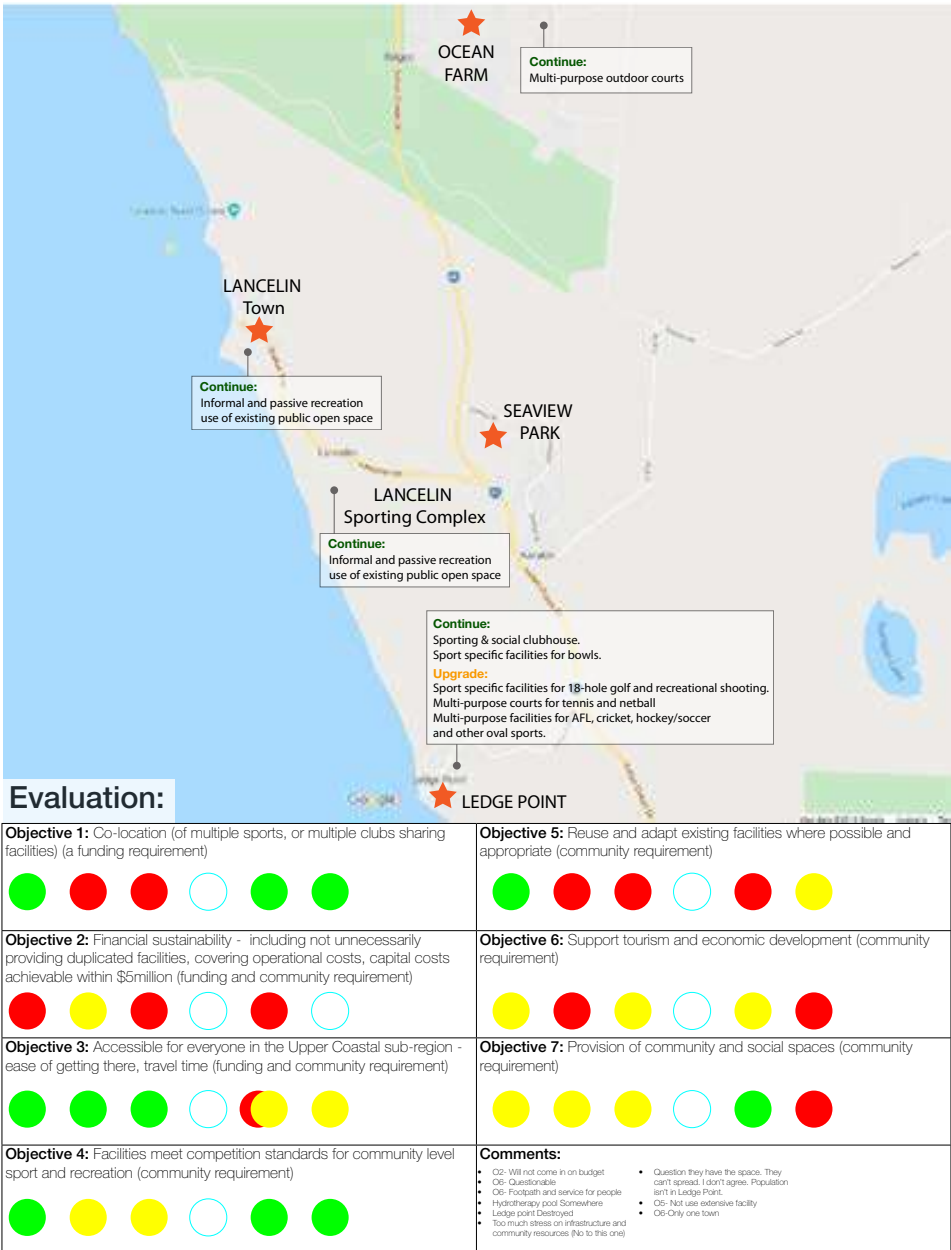 OCEAN
FARM
Continue:
Multi-purpose outdoor courts
LANCELIN
Town
Continue:
Informal and passive recreation
use of existing public open space
SEAVIEW
PARK
LANCELIN
Sporting Complex
Continue:
Informal and passive recreation
use of existing public open space
Continue:
Sporting & social clubhouse.
Sport specific facilities for bowls.
Upgrade:
Sport specific facilities for 18-hole golf and recreational shooting.
Multi-purpose courts for tennis and netball
Multi-purpose facilities for AFL, cricket, hockey/soccer
and other oval sports.
Ledge Point
Google
LEDGE POINT
Evaluation:
Objective 1: Co-location (of multiple sports, or multiple clubs sharing
facilities) (a funding requirement)
Objective 2: Financial sustainability - including not unnecessarily
providing duplicated facilities, covering operational costs, capital costs
achievable within $5million (funding and community requirement)
Objective 3: Accessible for everyone in the Upper Coastal sub-region -
ease of getting there, travel time (funding and community requirement)
Objective 4: Facilities meet competition standards for community level
sport and recreation (community requirement)
Objective 5: Reuse and adapt existing facilities where possible and
appropriate (community requirement)
Objective 6: Support tourism and economic development (community
requirement)
Objective 7: Provision of community and social spaces (community
requirement)
Comments:
• O2- Will not come in on budget
• O6- Questionable
• O6- Footpath and service for people
• Hydrotherapy pool Somewhere
• Ledge point Destroyed
• Too much stress on infrastructure and
community resources (No to this one)
• Question they have the space. They
can't spread. I don't agree. Population
isn't in Ledge Point.
• O5- Not use extensive facility
• O6-Only one town